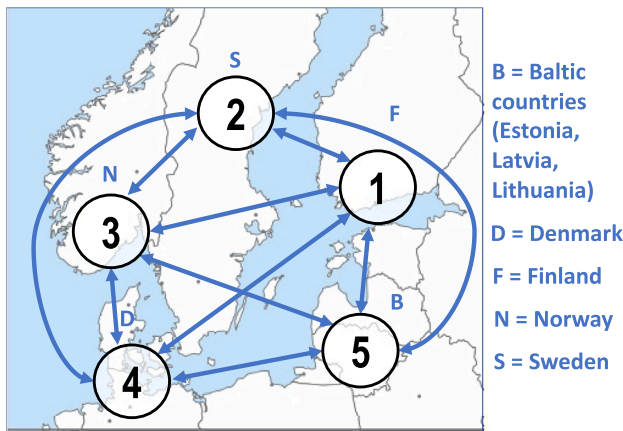 S
2
F
N
1
3
D
B
4
5
B = Baltic
countries
(Estonia,
Latvia,
Lithuania)
D = Denmark
F = Finland
N = Norway
S = Sweden